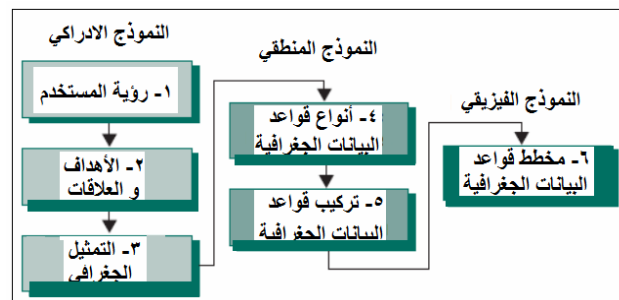 النموذج الادراكي
١- رؤية المستخدم
٢- الأهداف
و العلاقات
٣- التمثيل
الجغرافي
النموذج المنطقي
٤- أنواع قواعد
البيانات الجغرافية
٥- تركيب قواعد
البيانات الجغرافية
النموذج الفيزيقي
٦- مخطط قواعد
البيانات الجغرافية